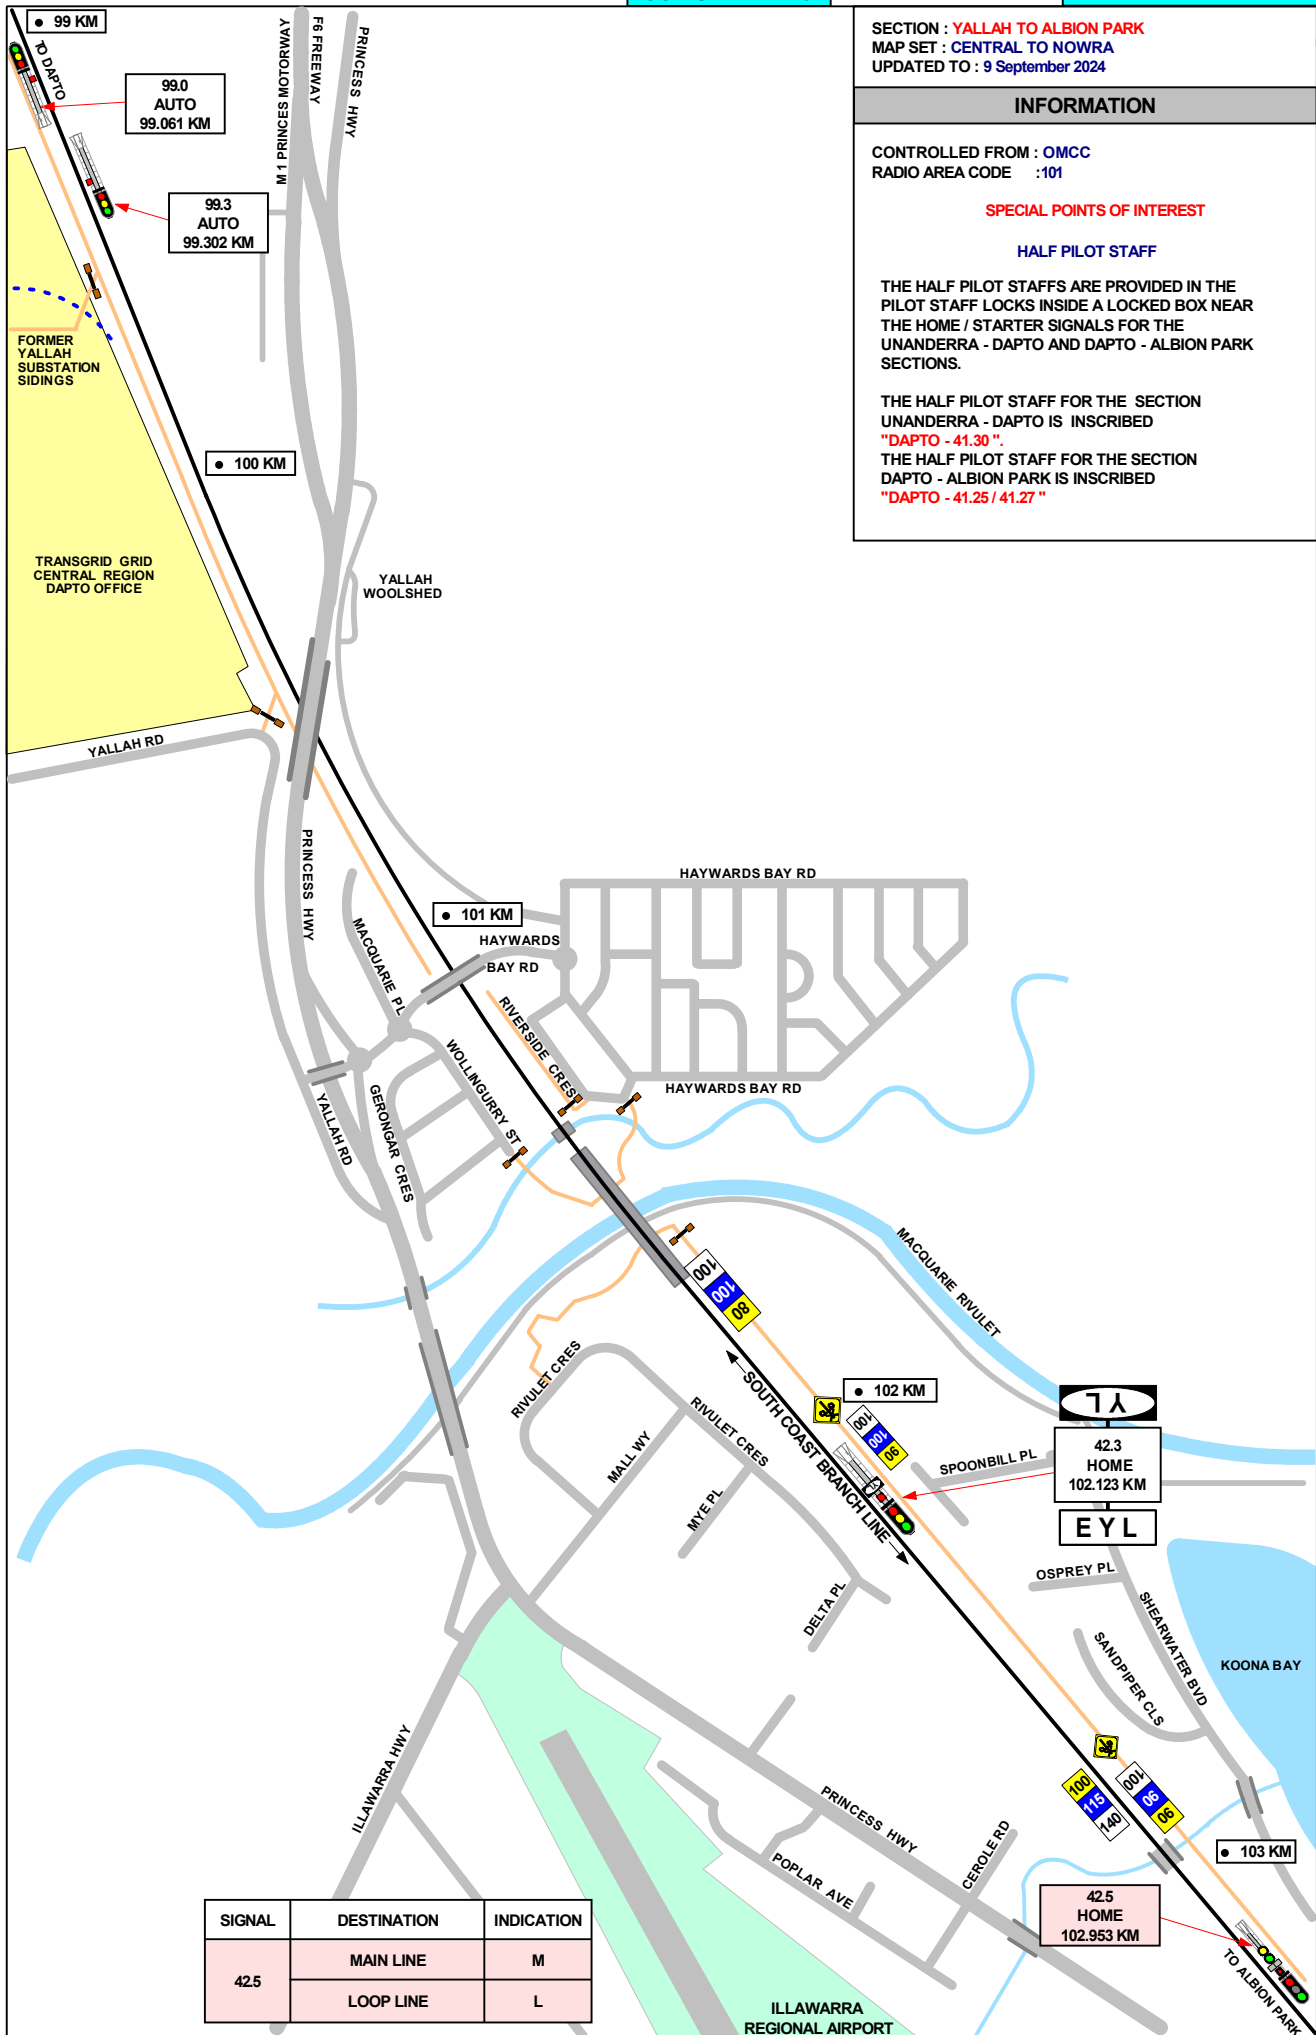 SECTION : YALLAH TO ALBION PARK
MAP SET : CENTRAL TO NOWRA
UPDATED TO : 9 September 2024
INFORMATION
CONTROLLED FROM : OMCC
RADIO AREA CODE :101
SPECIAL POINTS OF INTEREST
HALF PILOT STAFF
THE HALF PILOT STAFFS ARE PROVIDED IN THE
PILOT STAFF LOCKS INSIDE A LOCKED BOX NEAR
THE HOME / STARTER SIGNALS FOR THE
UNANDERRA - DAPTO AND DAPTO - ALBION PARK
SECTIONS.
THE HALF PILOT STAFF FOR THE SECTION
UNANDERRA - DAPTO IS INSCRIBED
"DAPTO - 41.30 ".
THE HALF PILOT STAFF FOR THE SECTION
DAPTO - ALBION PARK IS INSCRIBED
"DAPTO - 41.25 / 41.27 "
99 KM
TO DAPTO
99.0
AUTO
99.061 KM
99.3
AUTO
99.302 KM
M 1 PRINCES MOTORWAY
F6 FREEWAY
PRINCESS HWY
FORMER
YALLAH
SUBSTATION
SIDINGS
100 KM
TRANSGRID GRID
CENTRAL REGION
DAPTO OFFICE
YALLAH
WOOLSHED
YALLAH RD
PRINCESS HWY
HAYWARDS BAY RD
101 KM
HAYWARDS
BAY RD
MACQUARIE PL
RIVERSIDE CRES
WOLLINGURRY ST
HAYWARDS BAY RD
YALLAH RD
GERONGAR CRES
MACQUARIE RIVULET
100
100
80
SOUTH COAST BRANCH LINE
102 KM
100
100
90
YL
42.3
HOME
102.123 KM
EYL
RIVULET CRES
RIVULET CRES
MALL WY
MYE PL
SPOONBILL PL
DELTA PL
OSPREY PL
SHEARWATER BVD
SANDPIPER CLS
KOONA BAY
ILLAWARRA HWY
PRINCESS HWY
POPLAR AVE
CEROLE RD
100
115
140
100
90
90
103 KM
42.5
HOME
102.953 KM
TO ALBION PARK
SIGNAL DESTINATION INDICATION
42.5 MAIN LINE M
LOOP LINE L
ILLAWARRA
REGIONAL AIRPORT